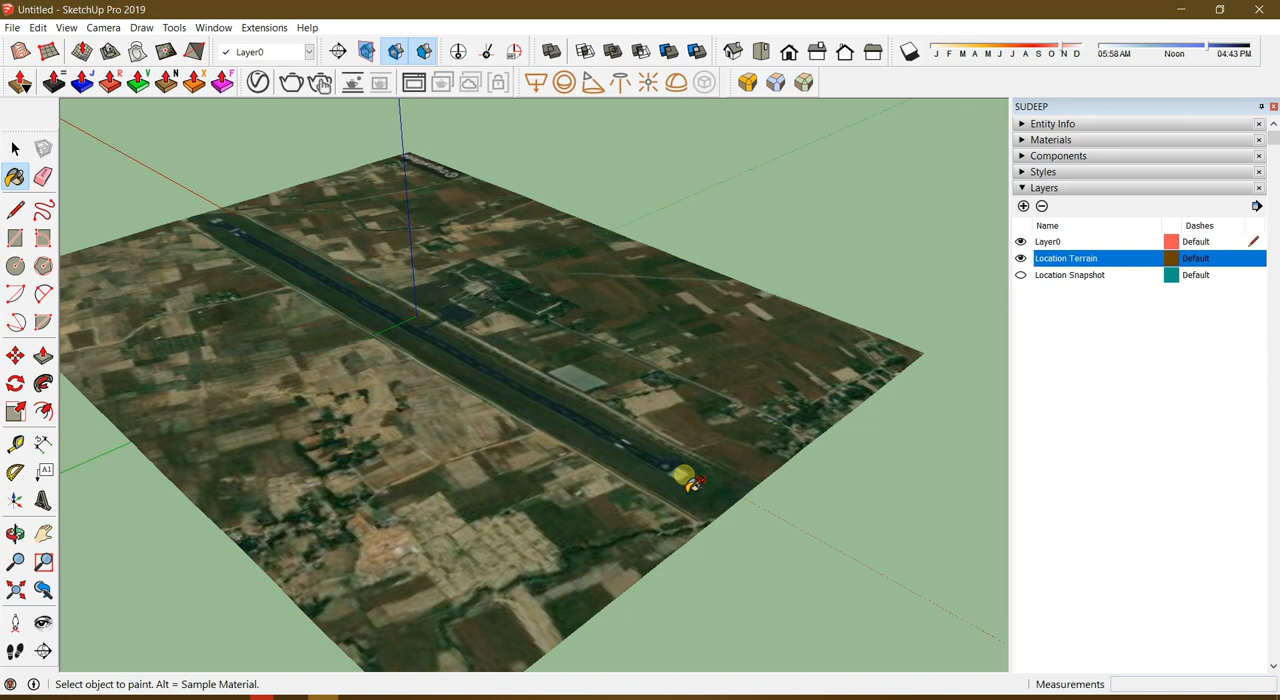 Untitled - SketchUp Pro 2019
File Edit View Camera Draw Tools Window Extensions Help
Layer0
J F M A M J J A S O N D
05:58 AM Noon 04:43 PM
SUDEEP
Entity Info
Materials
Components
Styles
Layers
Name Dashes
Layer0 Default
Location Terrain Default
Location Snapshot Default
A1
Select object to paint. Alt = Sample Material.
Measurements